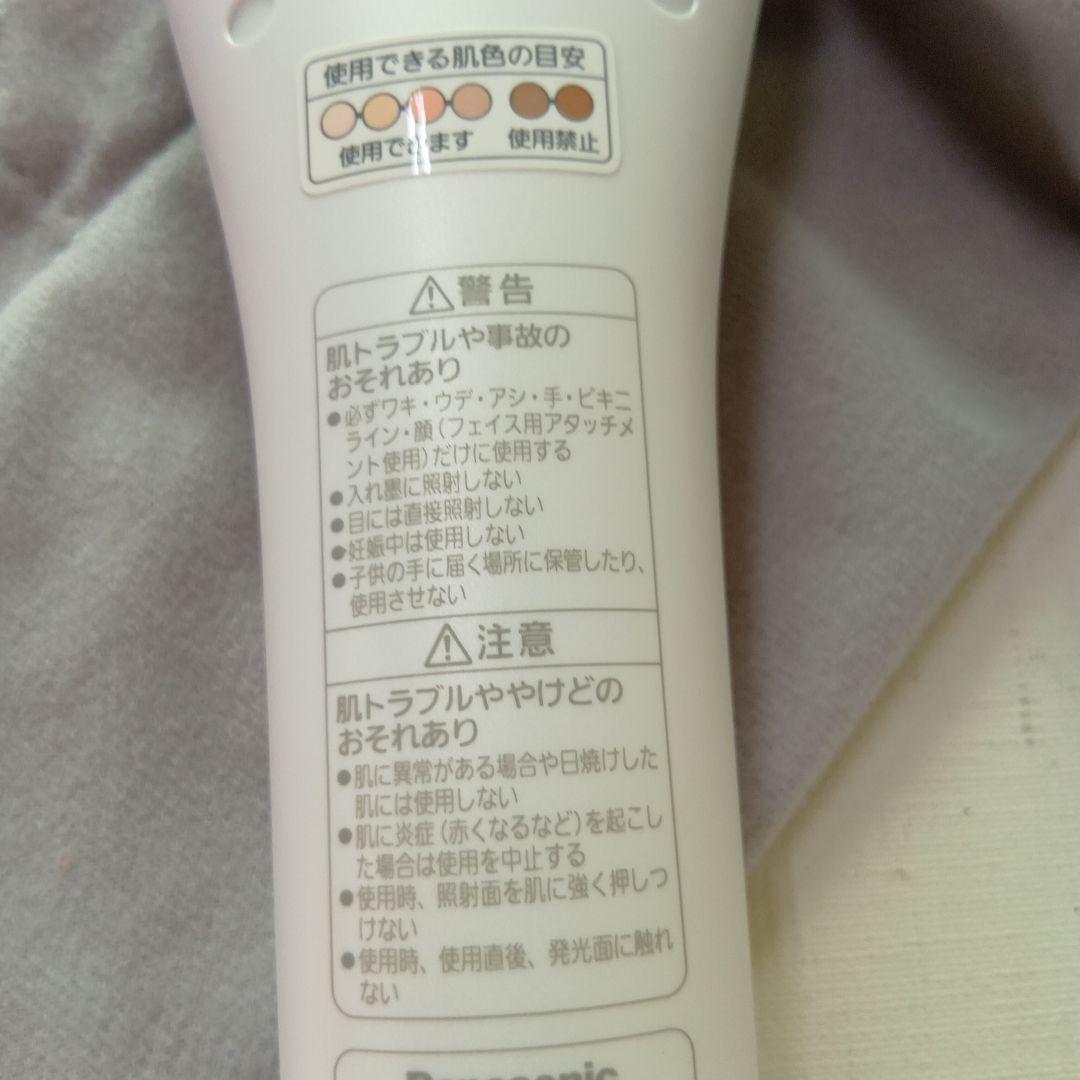 使用できる肌色の目安
使用できます 使用禁止
⚠警告
肌トラブルや事故の
おそれあり
●必ずワキ・ウデ・アシ・手・ビキニ
ライン・顔(フェイス用アタッチメ
ント使用)だけに使用する
●入れ墨に照射しない
●目には直接照射しない
●妊娠中は使用しない
●子供の手に届く場所に保管したり、
使用させない
⚠注意
肌トラブルややけどの
おそれあり
●肌に異常がある場合や日焼けした
肌には使用しない
●肌に炎症(赤くなるなど)を起こし
た場合は使用を中止する
●使用時、照射面を肌に強く押しつ
けない
●使用時、使用直後、発光面に触れ
ない
Panasonic